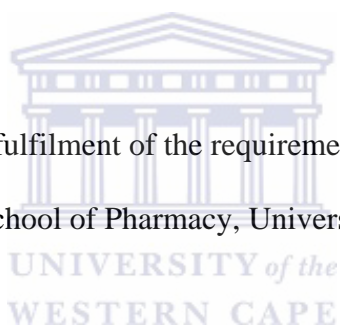 fulfilment of the requireme
chool of Pharmacy, Univers
UNIVERSITY of the
WESTERN CAPE